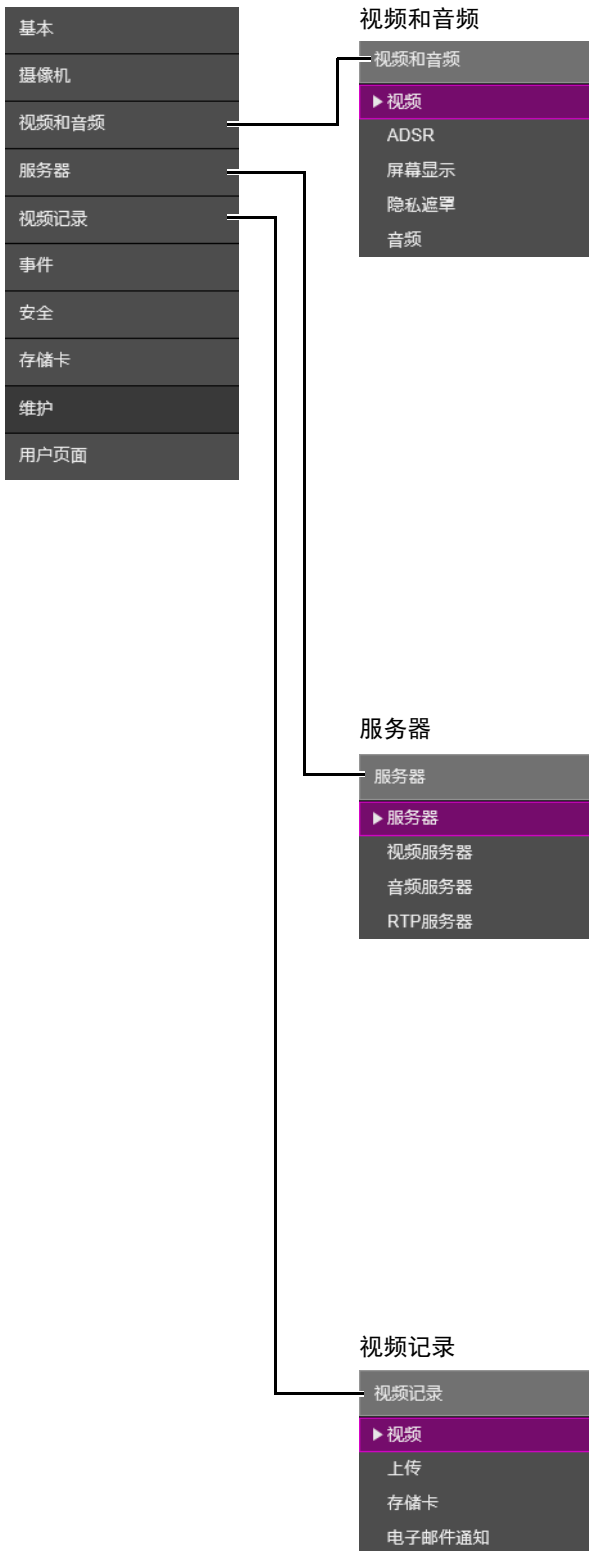 基本
摄像机
视频和音频
服务器
视频记录
事件
安全
存储卡
维护
用户页面
视频和音频
视频和音频
▶视频
ADSR
屏幕显示
隐私遮罩
音频
服务器
服务器
▶服务器
视频服务器
音频服务器
RTP服务器
视频记录
视频记录
▶视频
上传
存储卡
电子邮件通知